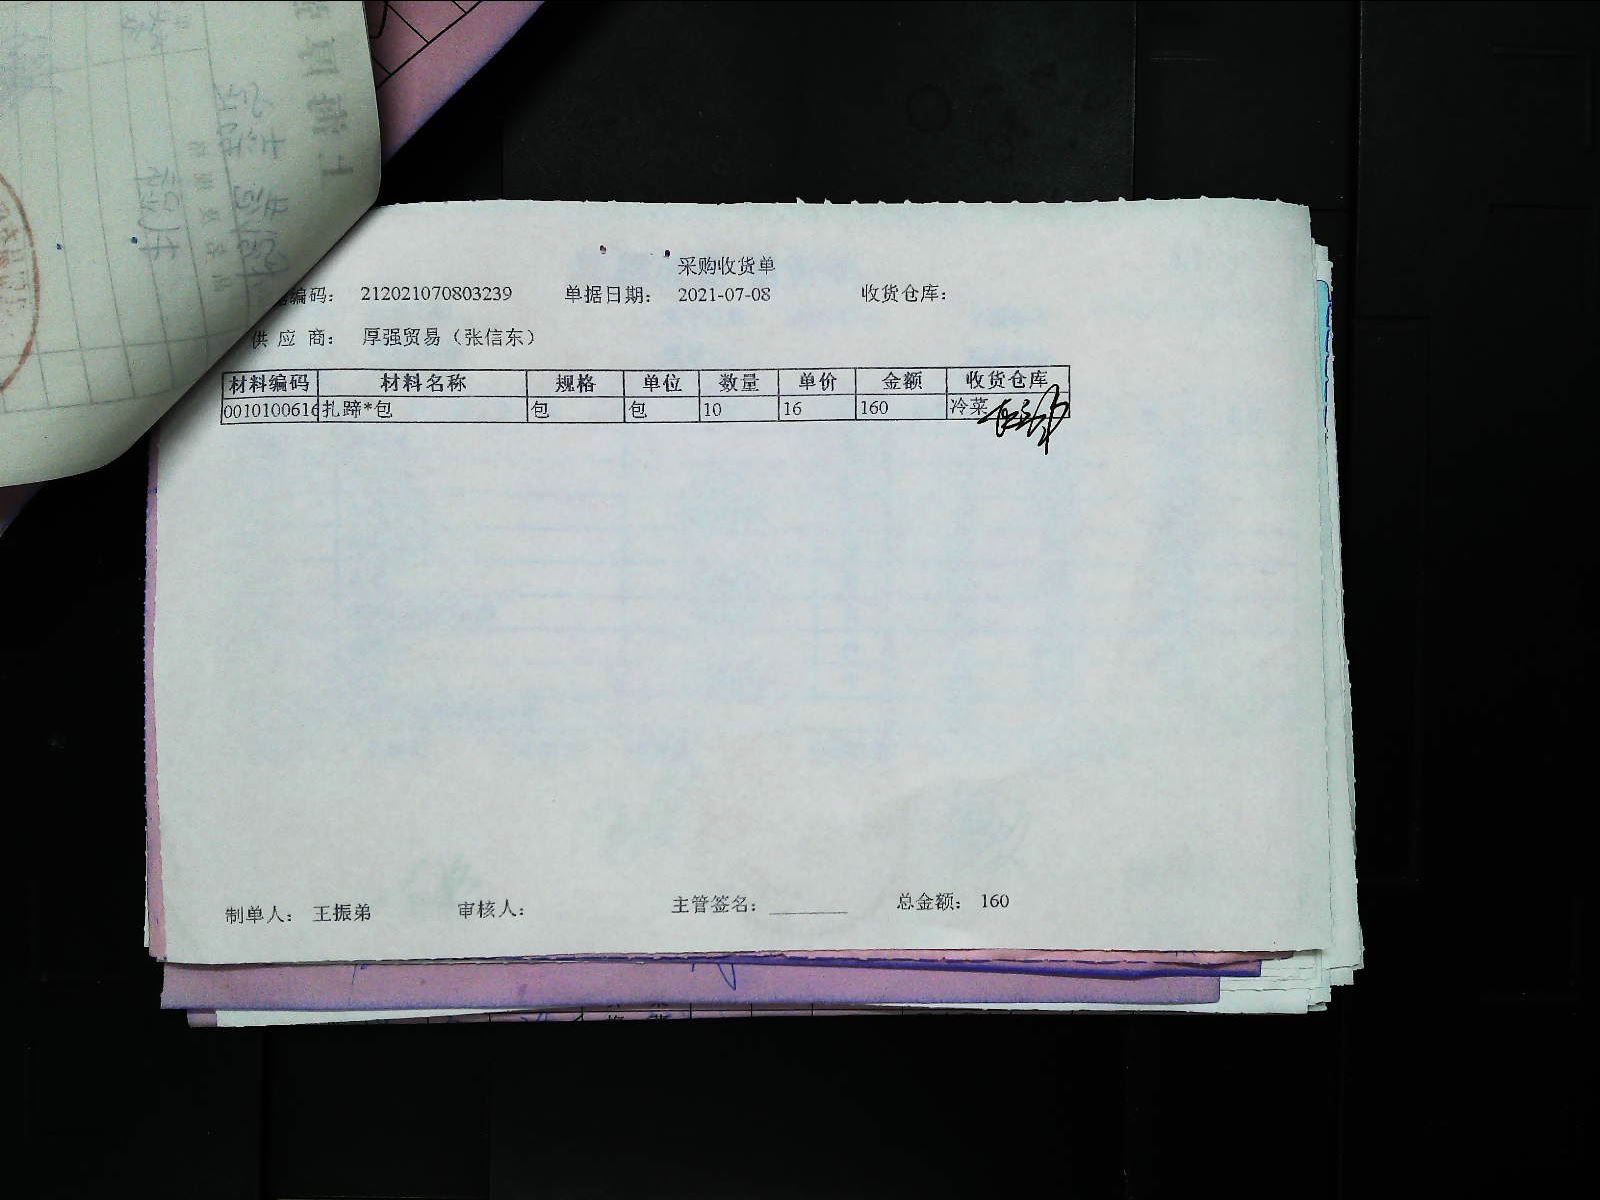 采购收货单
编码： 212021070803239 单据日期： 2021-07-08 收货仓库：
供应商： 厚强贸易（张信东）
材料编码 材料名称 规格 单位 数量 单价 金额 收货仓库
0010100616 扎蹄*包 包 包 10 16 160 冷菜
制单人： 王振弟 审核人： 主管签名： ________ 总金额： 160